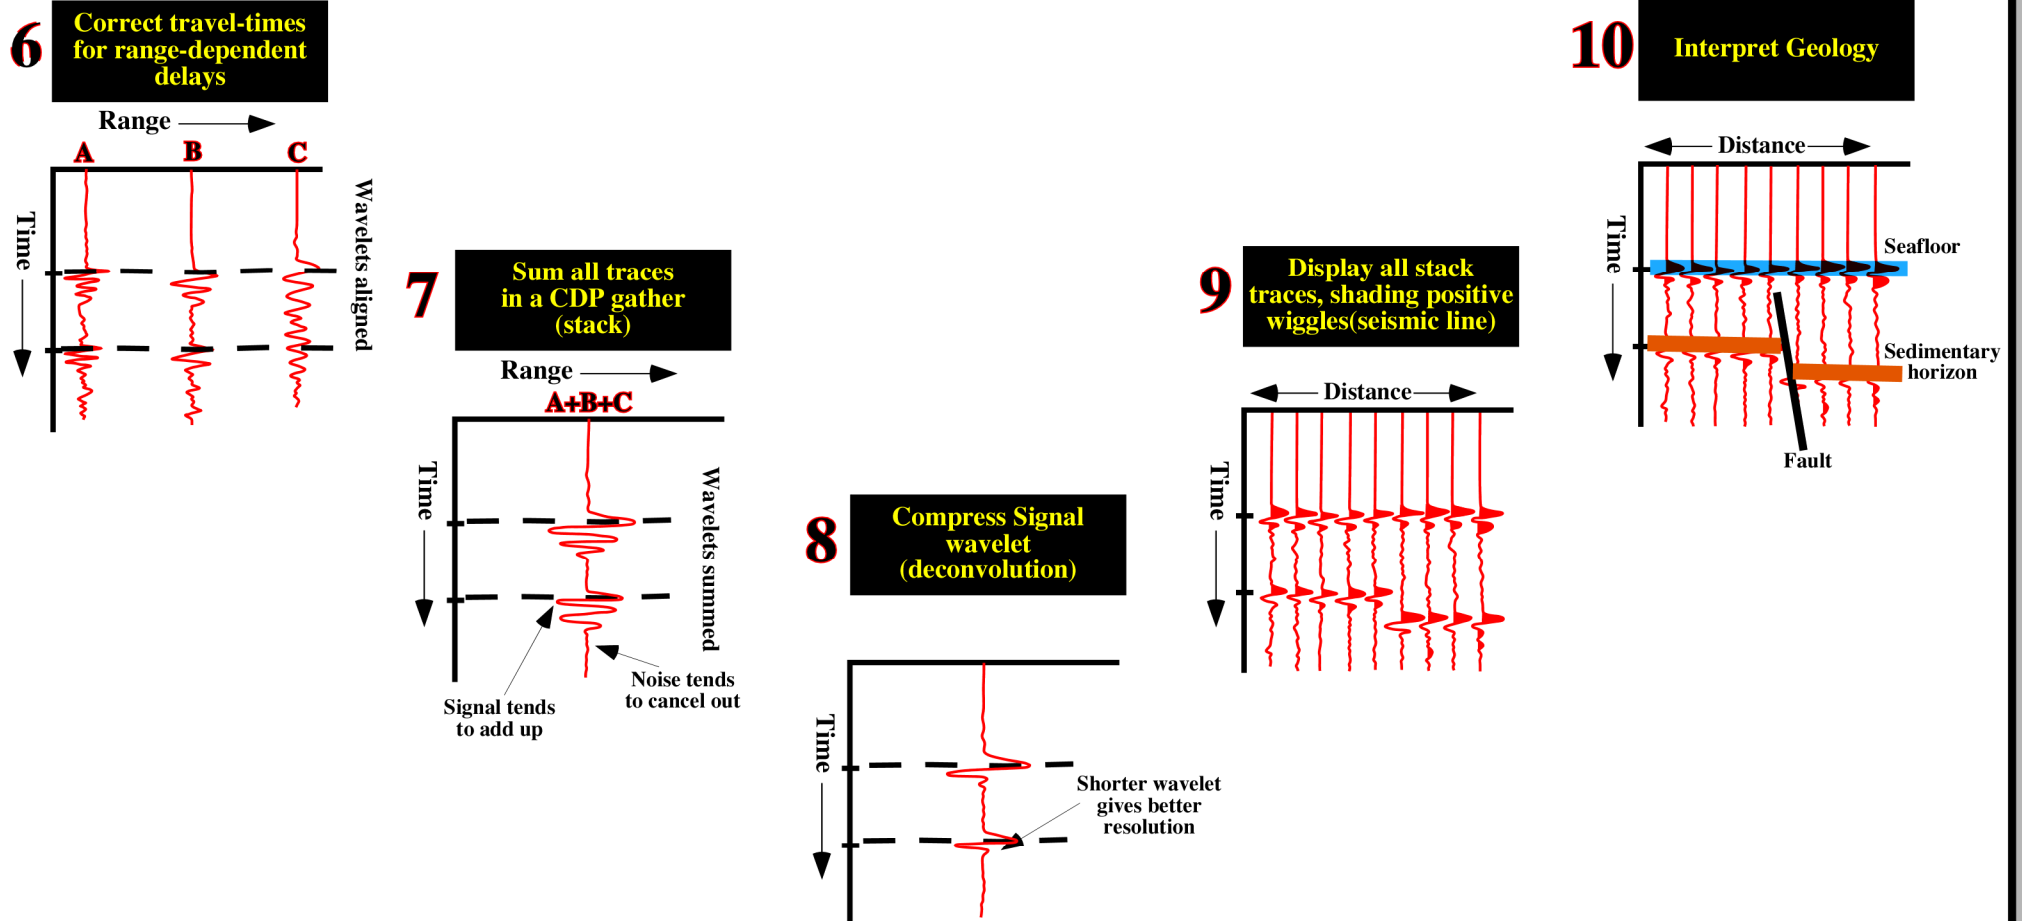 6
Correct travel-times
for range-dependent
delays
Range
A B C
Time
Wavelets aligned
7
Sum all traces
in a CDP gather
(stack)
Range
A+B+C
Time
Wavelets summed
Signal tends
to add up
Noise tends
to cancel out
8
Compress Signal
wavelet
(deconvolution)
Time
Shorter wavelet
gives better
resolution
9
Display all stack
traces, shading positive
wiggles(seismic line)
Distance
Time
10
Interpret Geology
Distance
Time
Seafloor
Sedimentary
horizon
Fault